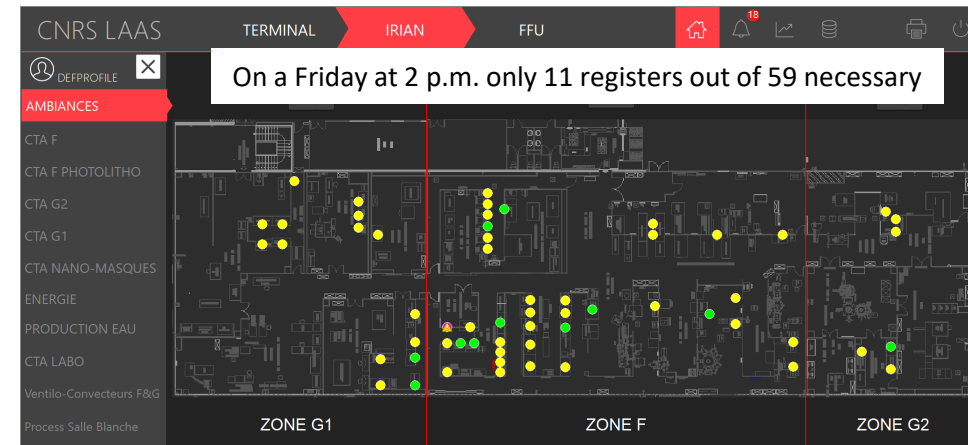 CNRS LAAS
TERMINAL
IRIAN
FFU
18
DEFPROFILE
On a Friday at 2 p.m. only 11 registers out of 59 necessary
AMBIANCES
CTA F
CTA F PHOTOLITHO
CTA G2
CTA G1
CTA NANO-MASQUES
ENERGIE
PRODUCTION EAU
CTA LABO
Ventilo-Convecteurs F&G
Process Salle Blanche
ZONE G1
ZONE F
ZONE G2